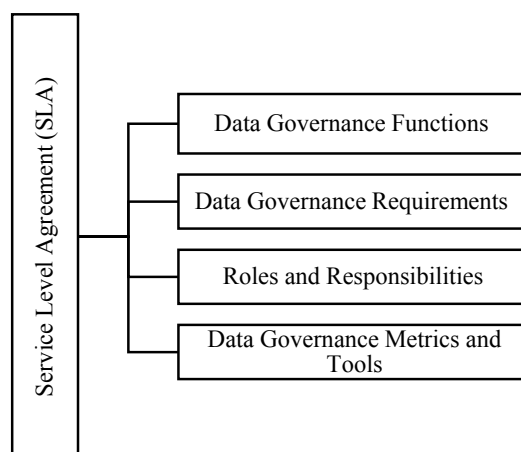 Service Level Agreement (SLA)
Data Governance Functions
Data Governance Requirements
Roles and Responsibilities
Data Governance Metrics and
Tools